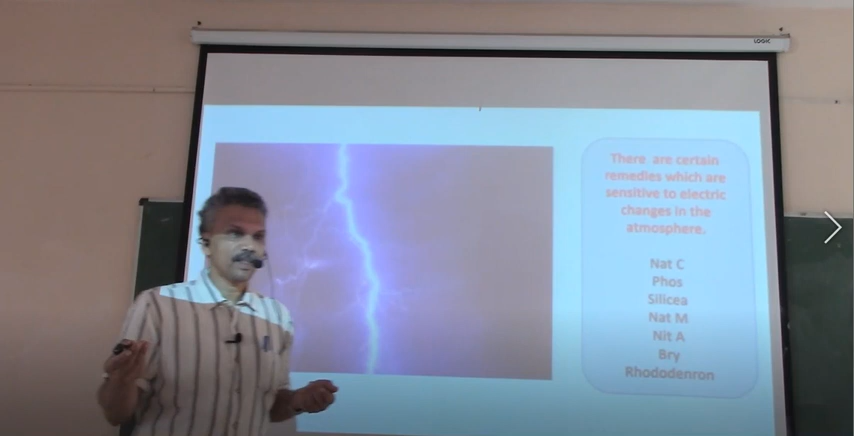 LOGIC
There are certain
remedies which are
sensitive to electric
changes in the
atmosphere.
Nat C
Phos
Silicea
Nat M
Nit A
Bry
Rhododenron